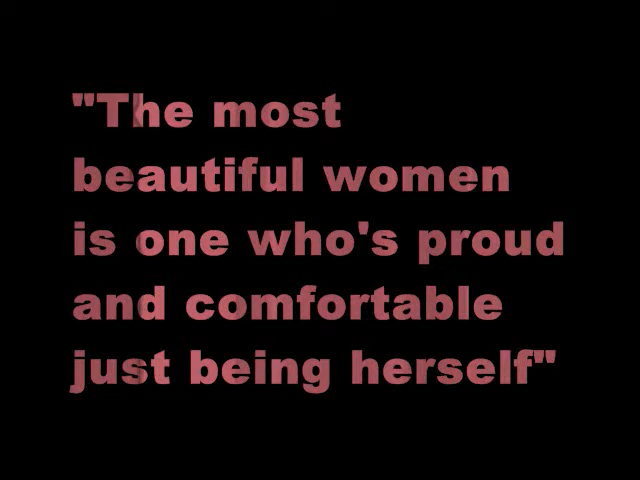 "The most
beautiful women
is one who's proud
and comfortable
just being herself"